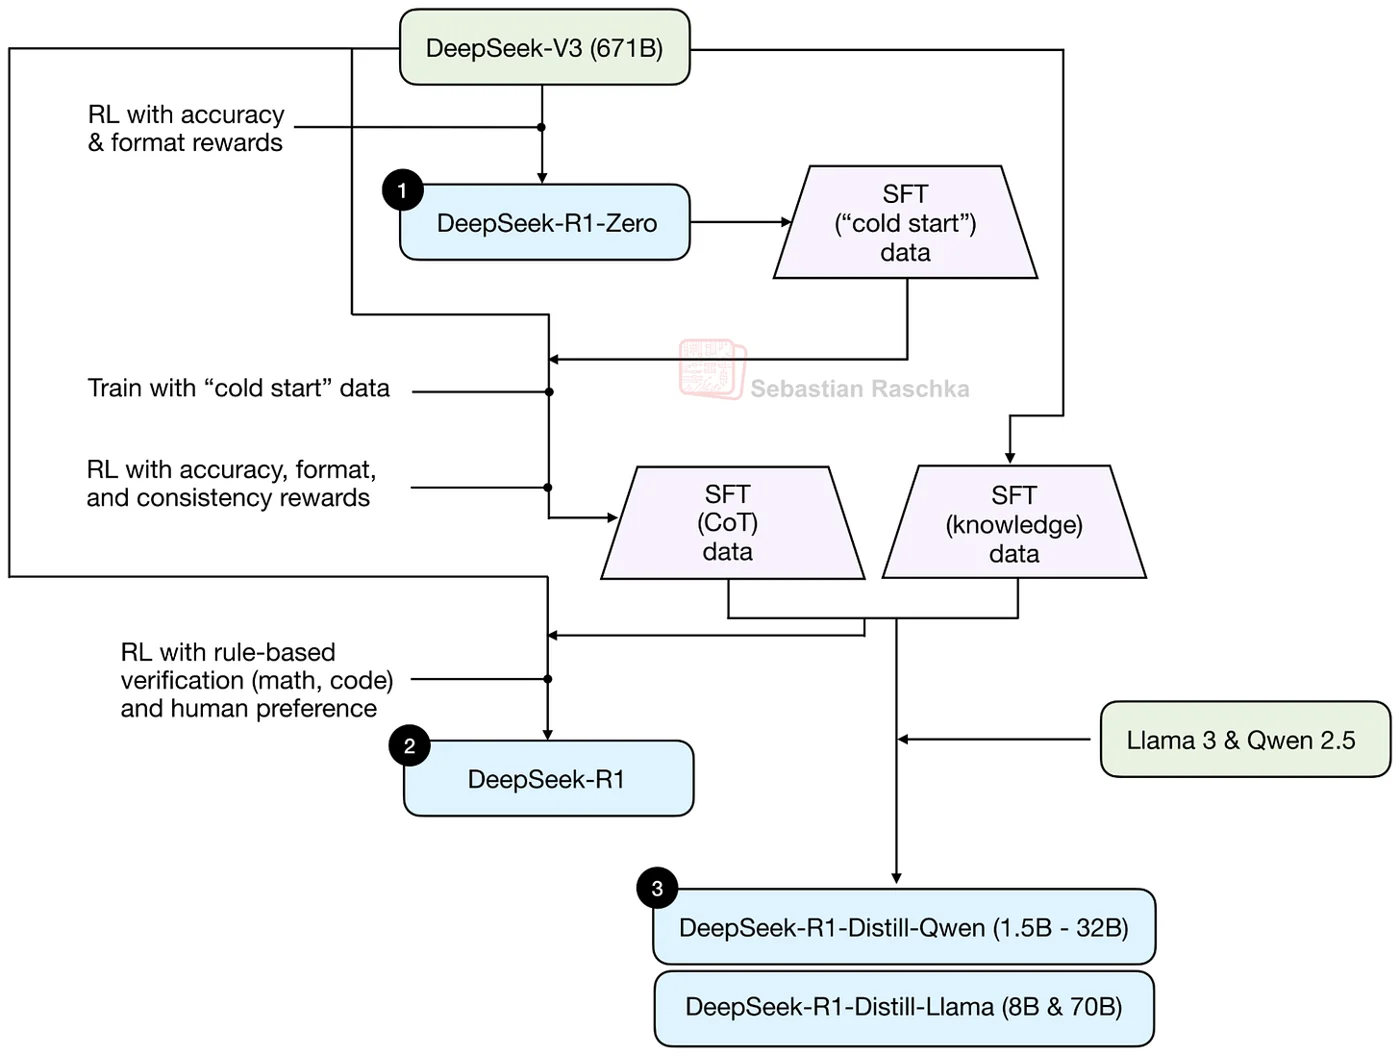 DeepSeek-V3 (671B)
RL with accuracy
& format rewards
1
DeepSeek-R1-Zero
SFT
(“cold start”)
data
Sebastian Raschka
Train with “cold start” data
RL with accuracy, format,
and consistency rewards
SFT
(CoT)
data
SFT
(knowledge)
data
RL with rule-based
verification (math, code)
and human preference
2
DeepSeek-R1
Llama 3 & Qwen 2.5
3
DeepSeek-R1-Distill-Qwen (1.5B - 32B)
DeepSeek-R1-Distill-Llama (8B & 70B)